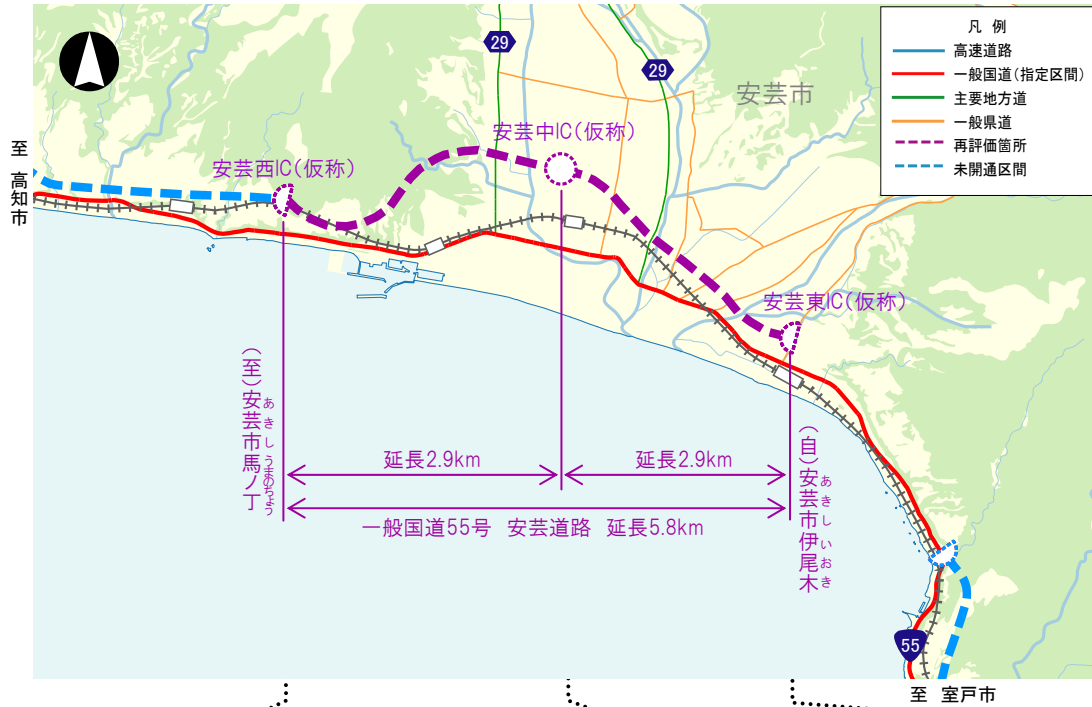 凡 例
高速道路
一般国道(指定区間)
主要地方道
一般県道
再評価箇所
未開通区間
29
29
安芸市
至 高知市
安芸西IC(仮称)
安芸中IC(仮称)
安芸東IC(仮称)
(至)安芸市馬ノ丁
あきしうまのちょう
(自)安芸市伊尾木
あきしいおき
延長2.9km
延長2.9km
一般国道55号 安芸道路 延長5.8km
55
至 室戸市